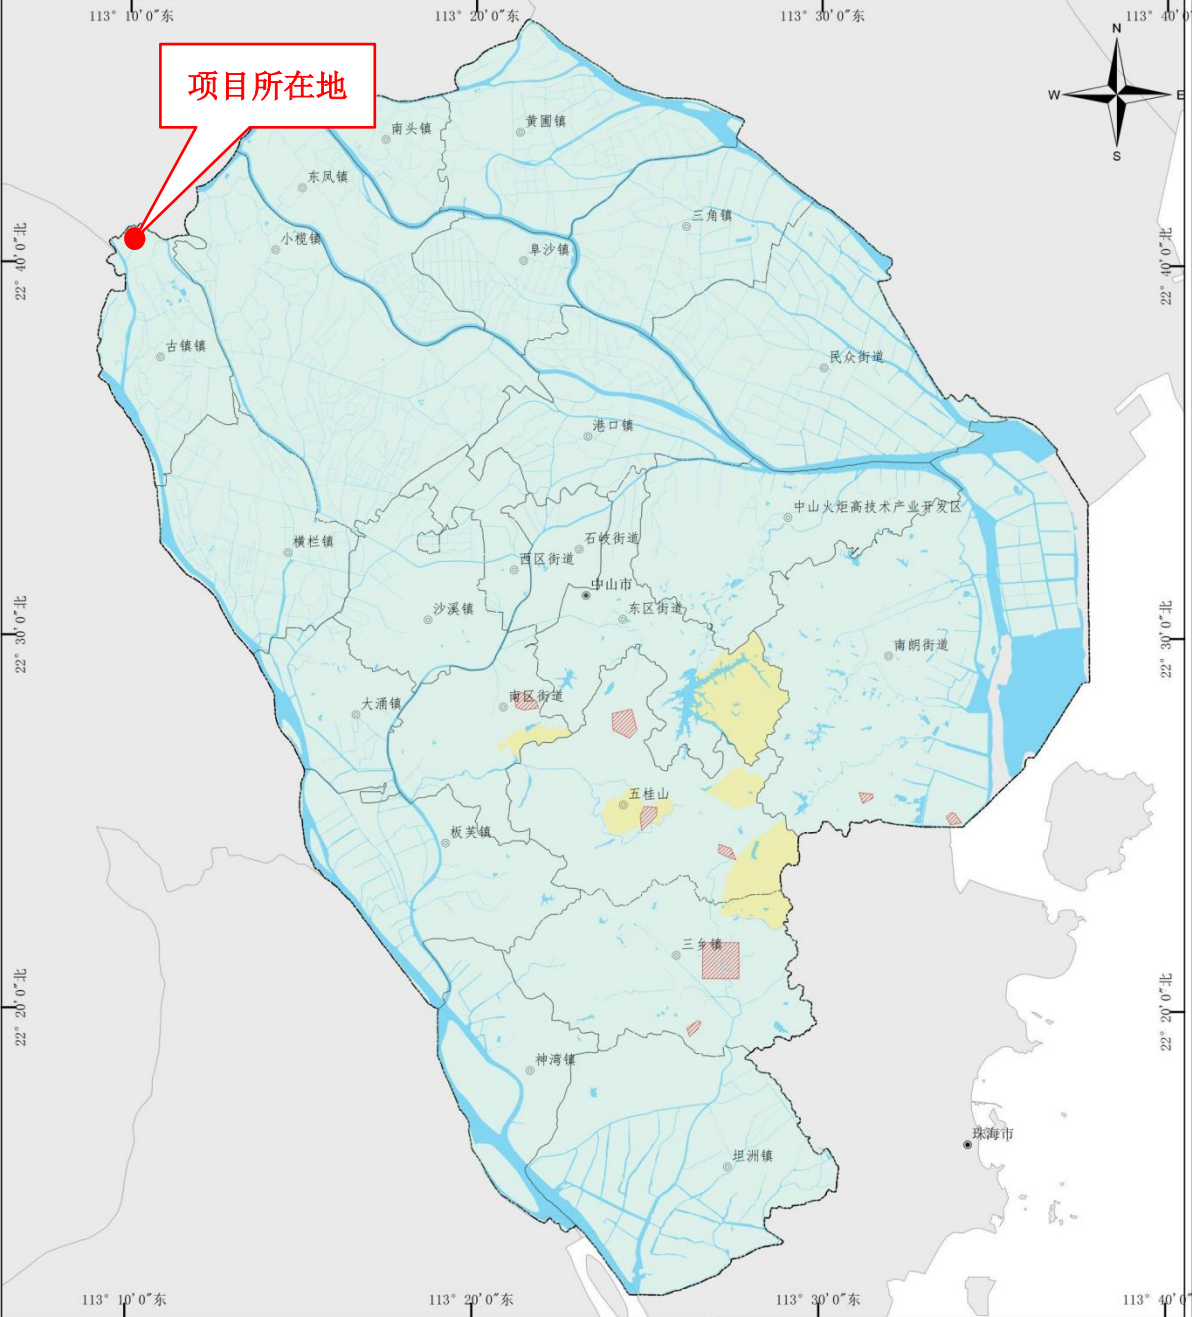 113° 10′0″东
113° 20′0″东
113° 30′0″东
113° 40′0″
N
W
E
S
项目所在地
南头镇
黄圃镇
东凤镇
三角镇
小榄镇
阜沙镇
22° 40′0″北
22° 40′0″北
古镇镇
民众街道
港口镇
中山火炬高技术产业开发区
横栏镇
石岐街道
西区街道
中山市
沙溪镇
东区街道
22° 30′0″北
22° 30′0″北
南朗街道
大涌镇
南区街道
五桂山
板芙镇
三乡镇
22° 20′0″北
22° 20′0″北
神湾镇
珠海市
坦洲镇
113° 10′0″东
113° 20′0″东
113° 30′0″东
113° 40′0″